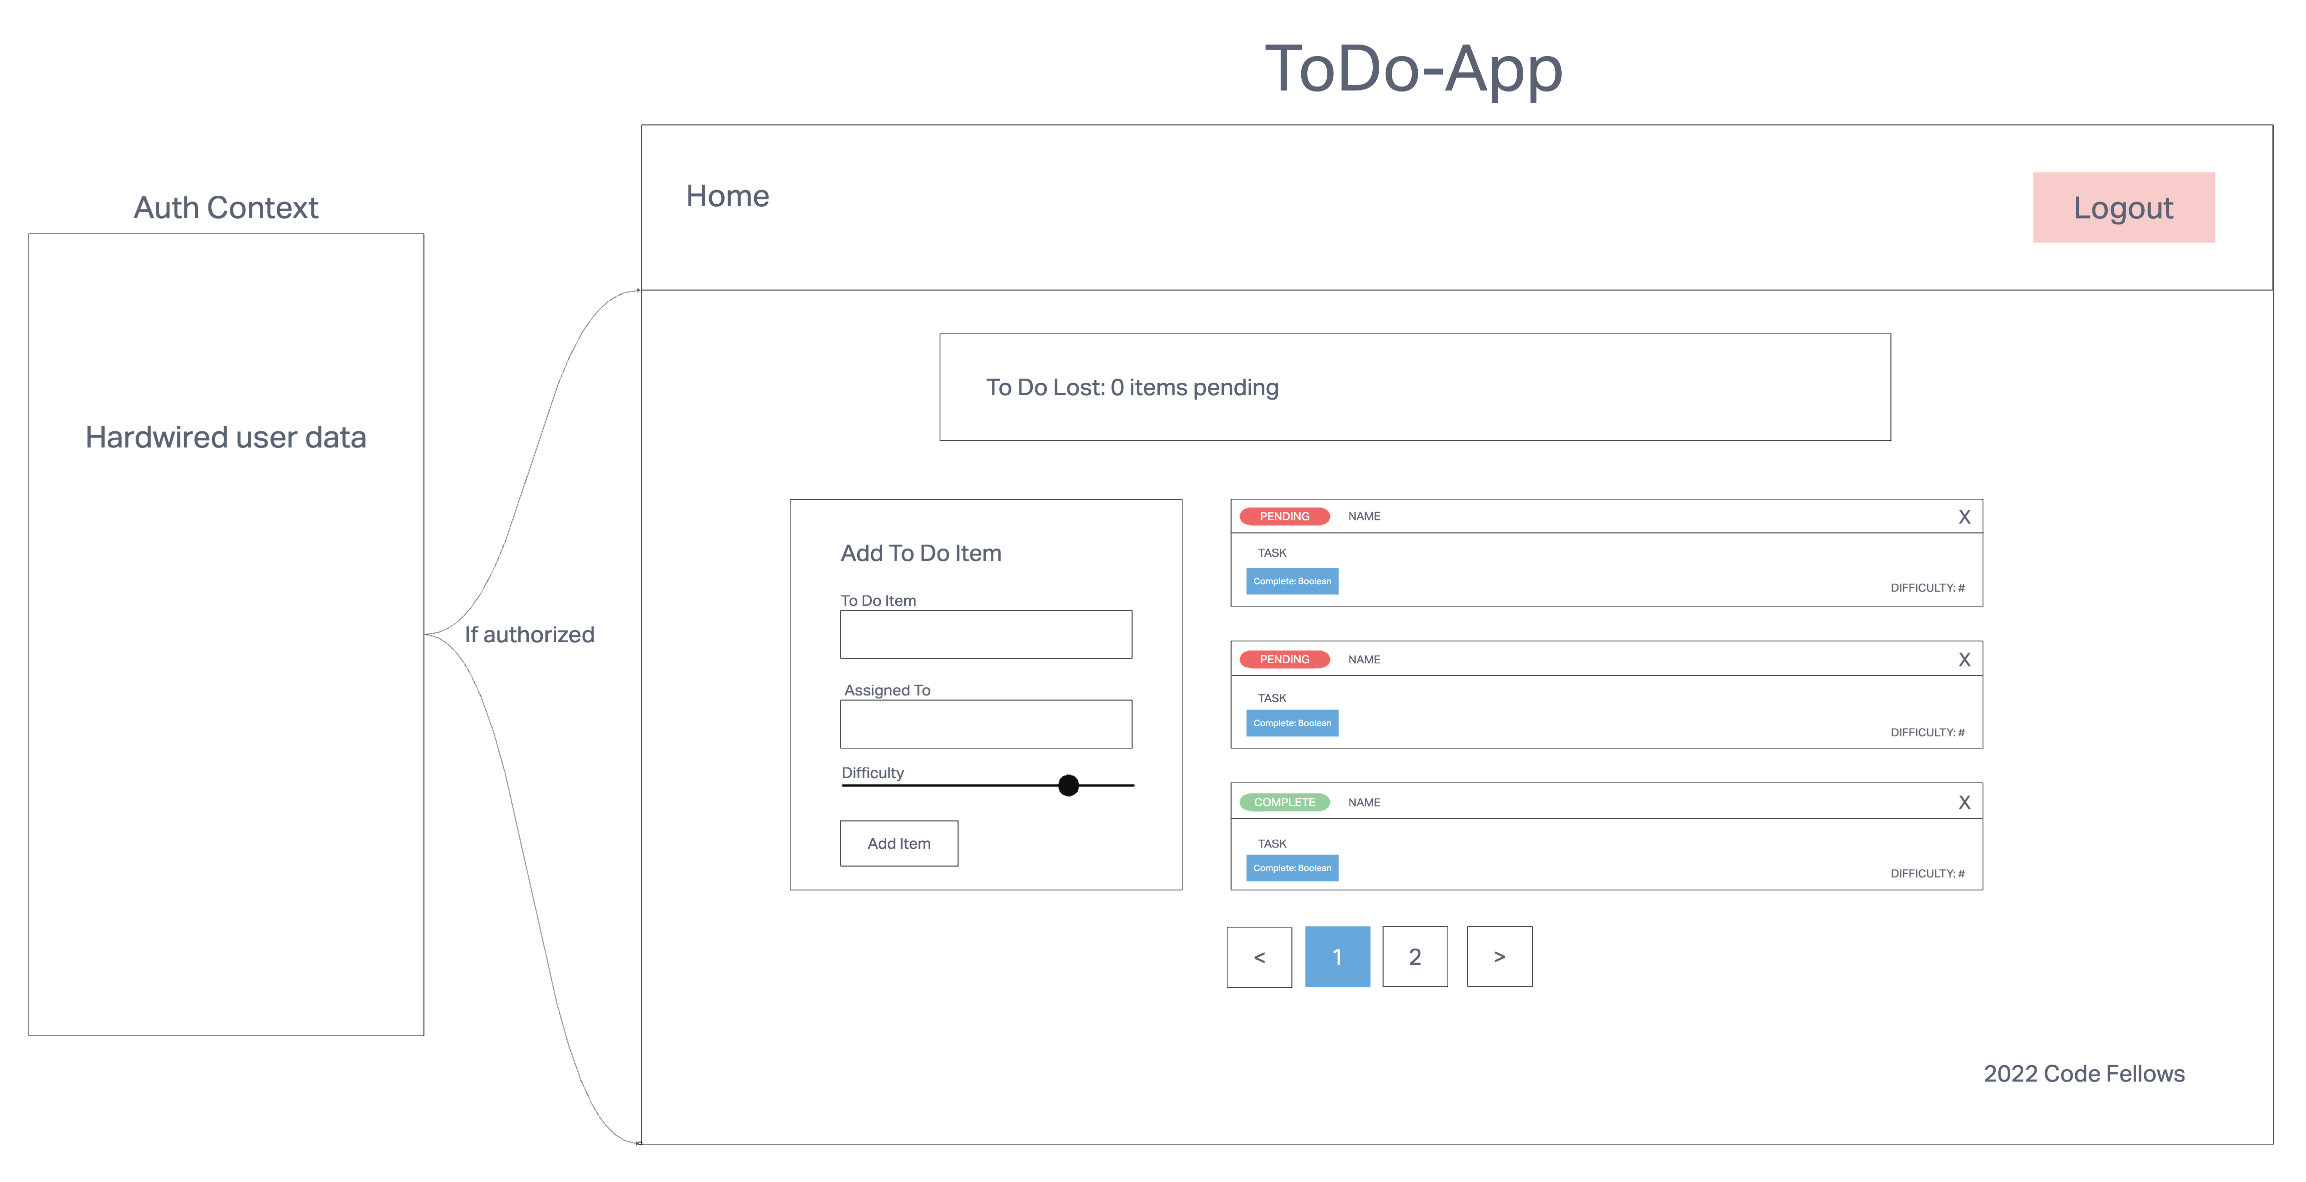 ToDo-App
Auth Context
Hardwired user data
If authorized
Home
Logout
To Do Lost: 0 items pending
Add To Do Item
To Do Item
Assigned To
Difficulty
Add Item
PENDING NAME X
TASK
Complete: Boolean
DIFFICULTY: #
PENDING NAME X
TASK
Complete: Boolean
DIFFICULTY: #
COMPLETE NAME X
TASK
Complete: Boolean
DIFFICULTY: #
< 1 2 >
2022 Code Fellows